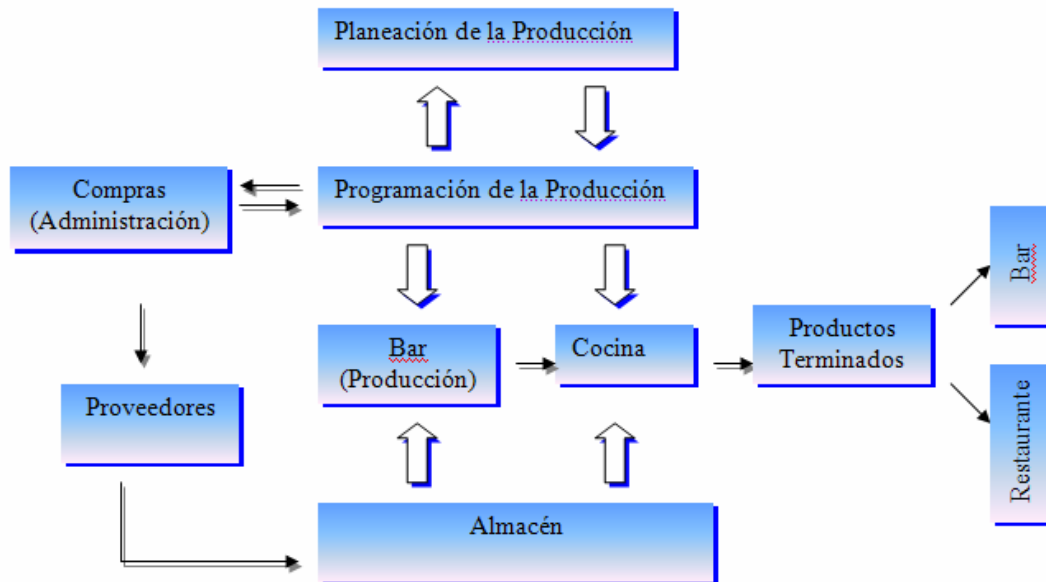 Planeación de la Producción
Compras
(Administración)
Programación de la Producción
Bar
Bar
(Producción)
Cocina
Productos
Terminados
Proveedores
Restaurante
Almacén